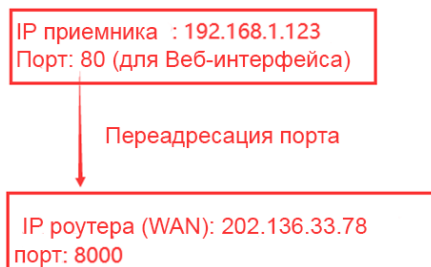 IP приемника : 192.168.1.123
Порт: 80 (для Веб-интерфейса)
Переадресация порта
IP роутера (WAN): 202.136.33.78
порт: 8000